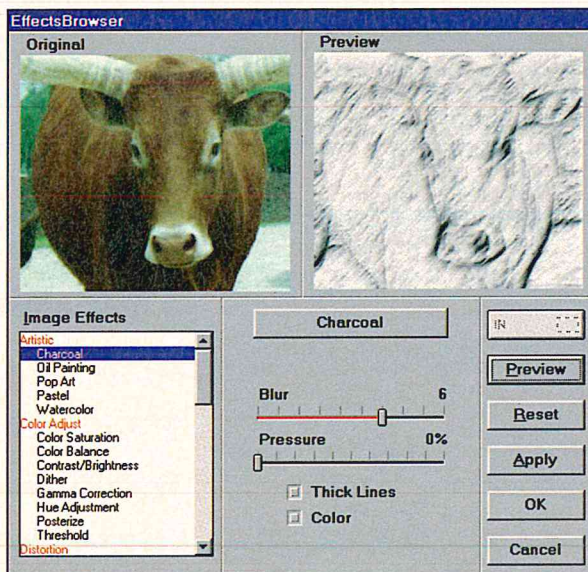 EffectsBrowser
Original
Preview
Image Effects
Artistic
Charcoal
Oil Painting
Pop Art
Pastel
Watercolor
Color Adjust
Color Saturation
Color Balance
Contrast/Brightness
Dither
Gamma Correction
Hue Adjustment
Posterize
Threshold
Distortion
Charcoal
Blur 6
Pressure 0%
Thick Lines
Color
IN
Preview
Reset
Apply
OK
Cancel